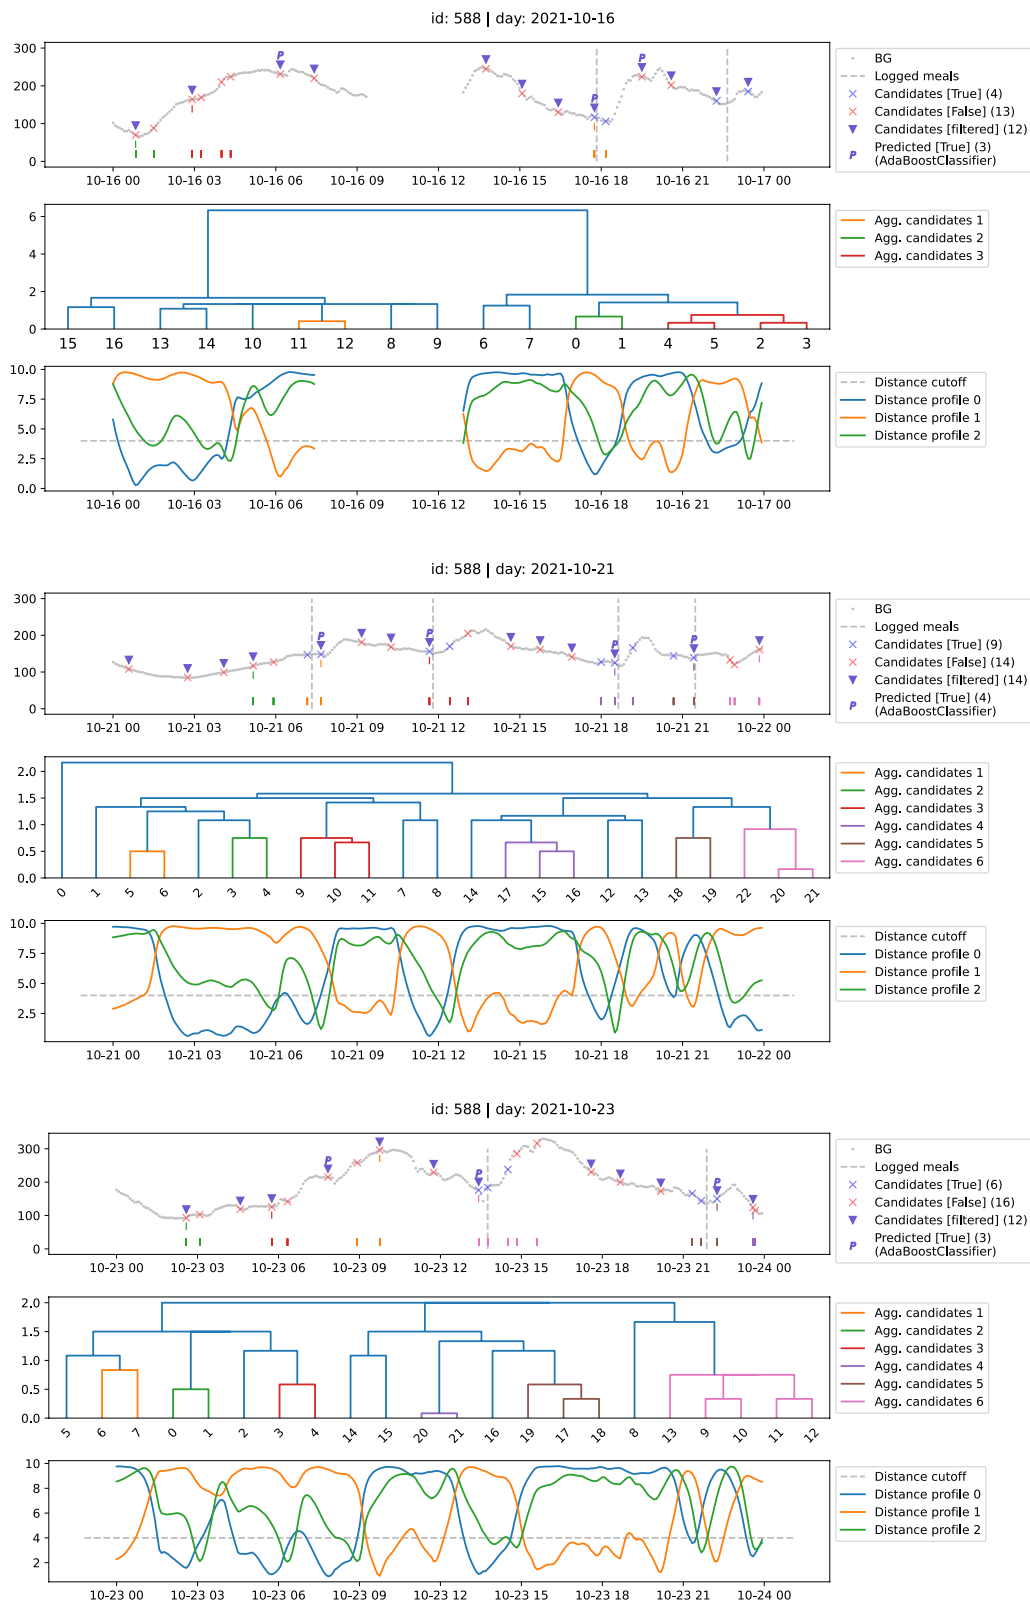 id: 588 | day: 2021-10-16
300
200
100
0
10-16 00 10-16 03 10-16 06 10-16 09 10-16 12 10-16 15 10-16 18 10-16 21 10-17 00
BG
Logged meals
Candidates [True] (4)
Candidates [False] (13)
Candidates [filtered] (12)
P Predicted [True] (3)
(AdaBoostClassifier)
P P P
6
4
2
0
15 16 13 14 10 11 12 8 9 6 7 0 1 4 5 2 3
Agg. candidates 1
Agg. candidates 2
Agg. candidates 3
10.0
7.5
5.0
2.5
0.0
10-16 00 10-16 03 10-16 06 10-16 09 10-16 12 10-16 15 10-16 18 10-16 21 10-17 00
Distance cutoff
Distance profile 0
Distance profile 1
Distance profile 2
id: 588 | day: 2021-10-21
300
200
100
0
10-21 00 10-21 03 10-21 06 10-21 09 10-21 12 10-21 15 10-21 18 10-21 21 10-22 00
BG
Logged meals
Candidates [True] (9)
Candidates [False] (14)
Candidates [filtered] (14)
P Predicted [True] (4)
(AdaBoostClassifier)
P P P P
2.0
1.5
1.0
0.5
0.0
0 1 5 6 2 3 4 9 10 11 7 8 14 17 15 16 12 13 18 19 22 20 21
Agg. candidates 1
Agg. candidates 2
Agg. candidates 3
Agg. candidates 4
Agg. candidates 5
Agg. candidates 6
10.0
7.5
5.0
2.5
10-21 00 10-21 03 10-21 06 10-21 09 10-21 12 10-21 15 10-21 18 10-21 21 10-22 00
Distance cutoff
Distance profile 0
Distance profile 1
Distance profile 2
id: 588 | day: 2021-10-23
300
200
100
0
10-23 00 10-23 03 10-23 06 10-23 09 10-23 12 10-23 15 10-23 18 10-23 21 10-24 00
BG
Logged meals
Candidates [True] (6)
Candidates [False] (16)
Candidates [filtered] (12)
P Predicted [True] (3)
(AdaBoostClassifier)
P P P
2.0
1.5
1.0
0.5
0.0
5 6 7 0 1 2 3 4 14 15 20 21 16 19 17 18 8 13 9 10 11 12
Agg. candidates 1
Agg. candidates 2
Agg. candidates 3
Agg. candidates 4
Agg. candidates 5
Agg. candidates 6
10
8
6
4
2
10-23 00 10-23 03 10-23 06 10-23 09 10-23 12 10-23 15 10-23 18 10-23 21 10-24 00
Distance cutoff
Distance profile 0
Distance profile 1
Distance profile 2